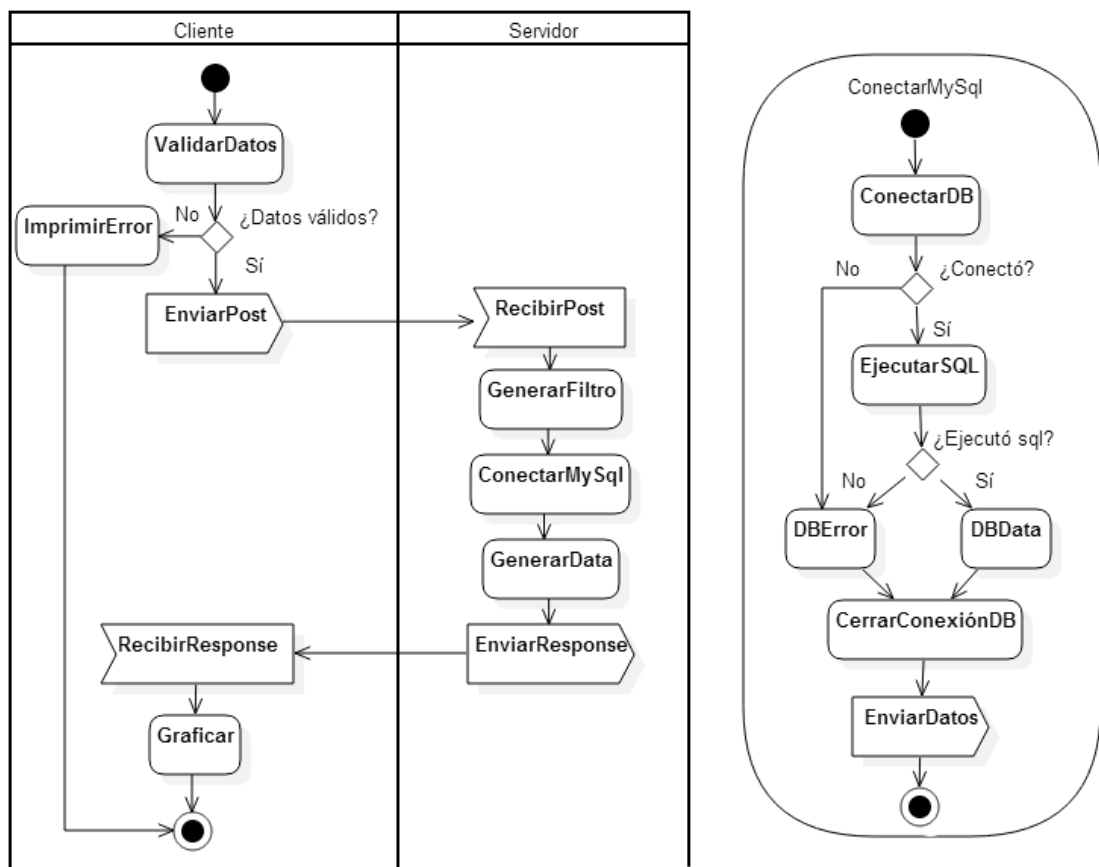 Cliente
Servidor
ValidarDatos
¿Datos válidos?
No
ImprimirError
Sí
EnviarPost
RecibirPost
GenerarFiltro
ConectarMySql
GenerarData
EnviarResponse
RecibirResponse
Graficar
ConectarMySql
ConectarDB
¿Conectó?
No
Sí
EjecutarSQL
¿Ejecutó sql?
No
Sí
DBError
DBData
CerrarConexiónDB
EnviarDatos